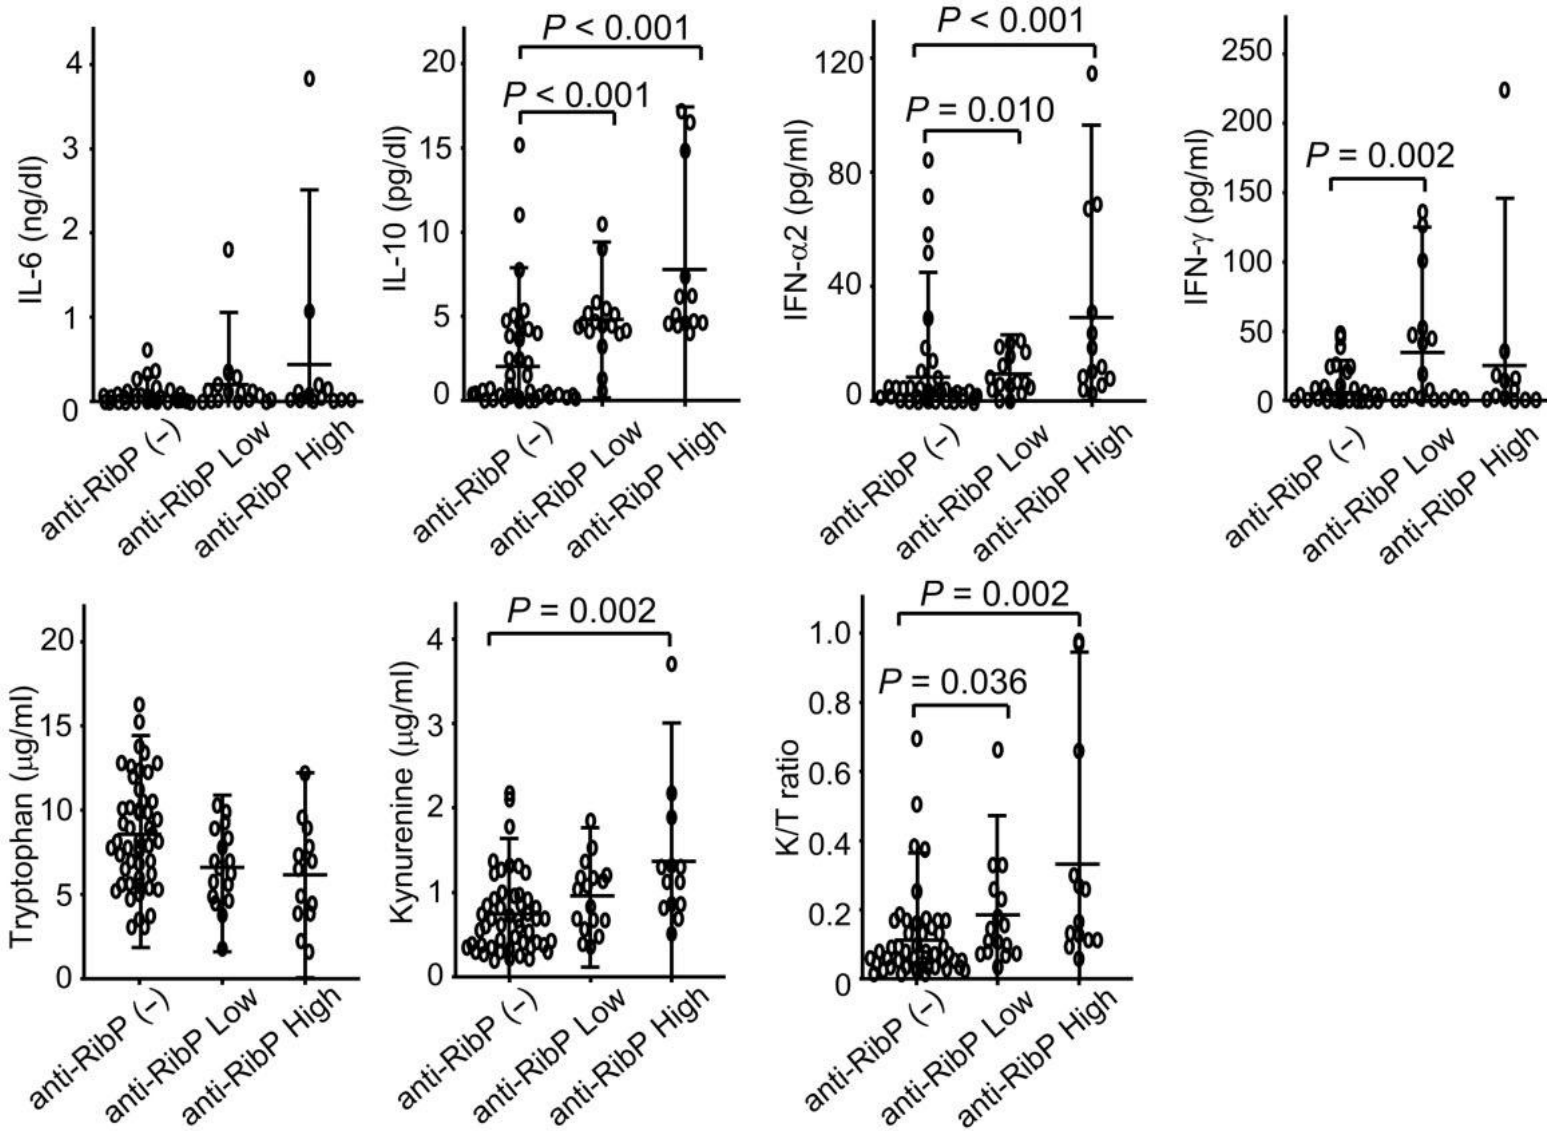 IL-6 (ng/dl)
4
3
2
1
0
anti-RibP (−)
anti-RibP Low
anti-RibP High
IL-10 (pg/dl)
20
15
10
5
0
P < 0.001
P < 0.001
anti-RibP (−)
anti-RibP Low
anti-RibP High
IFN-α2 (pg/ml)
120
80
40
0
P < 0.001
P = 0.010
anti-RibP (−)
anti-RibP Low
anti-RibP High
IFN-γ (pg/ml)
250
200
150
100
50
0
P = 0.002
anti-RibP (−)
anti-RibP Low
anti-RibP High
Tryptophan (μg/ml)
20
15
10
5
0
anti-RibP (−)
anti-RibP Low
anti-RibP High
Kynurenine (μg/ml)
4
3
2
1
0
P = 0.002
anti-RibP (−)
anti-RibP Low
anti-RibP High
K/T ratio
1.0
0.8
0.6
0.4
0.2
0
P = 0.002
P = 0.036
anti-RibP (−)
anti-RibP Low
anti-RibP High